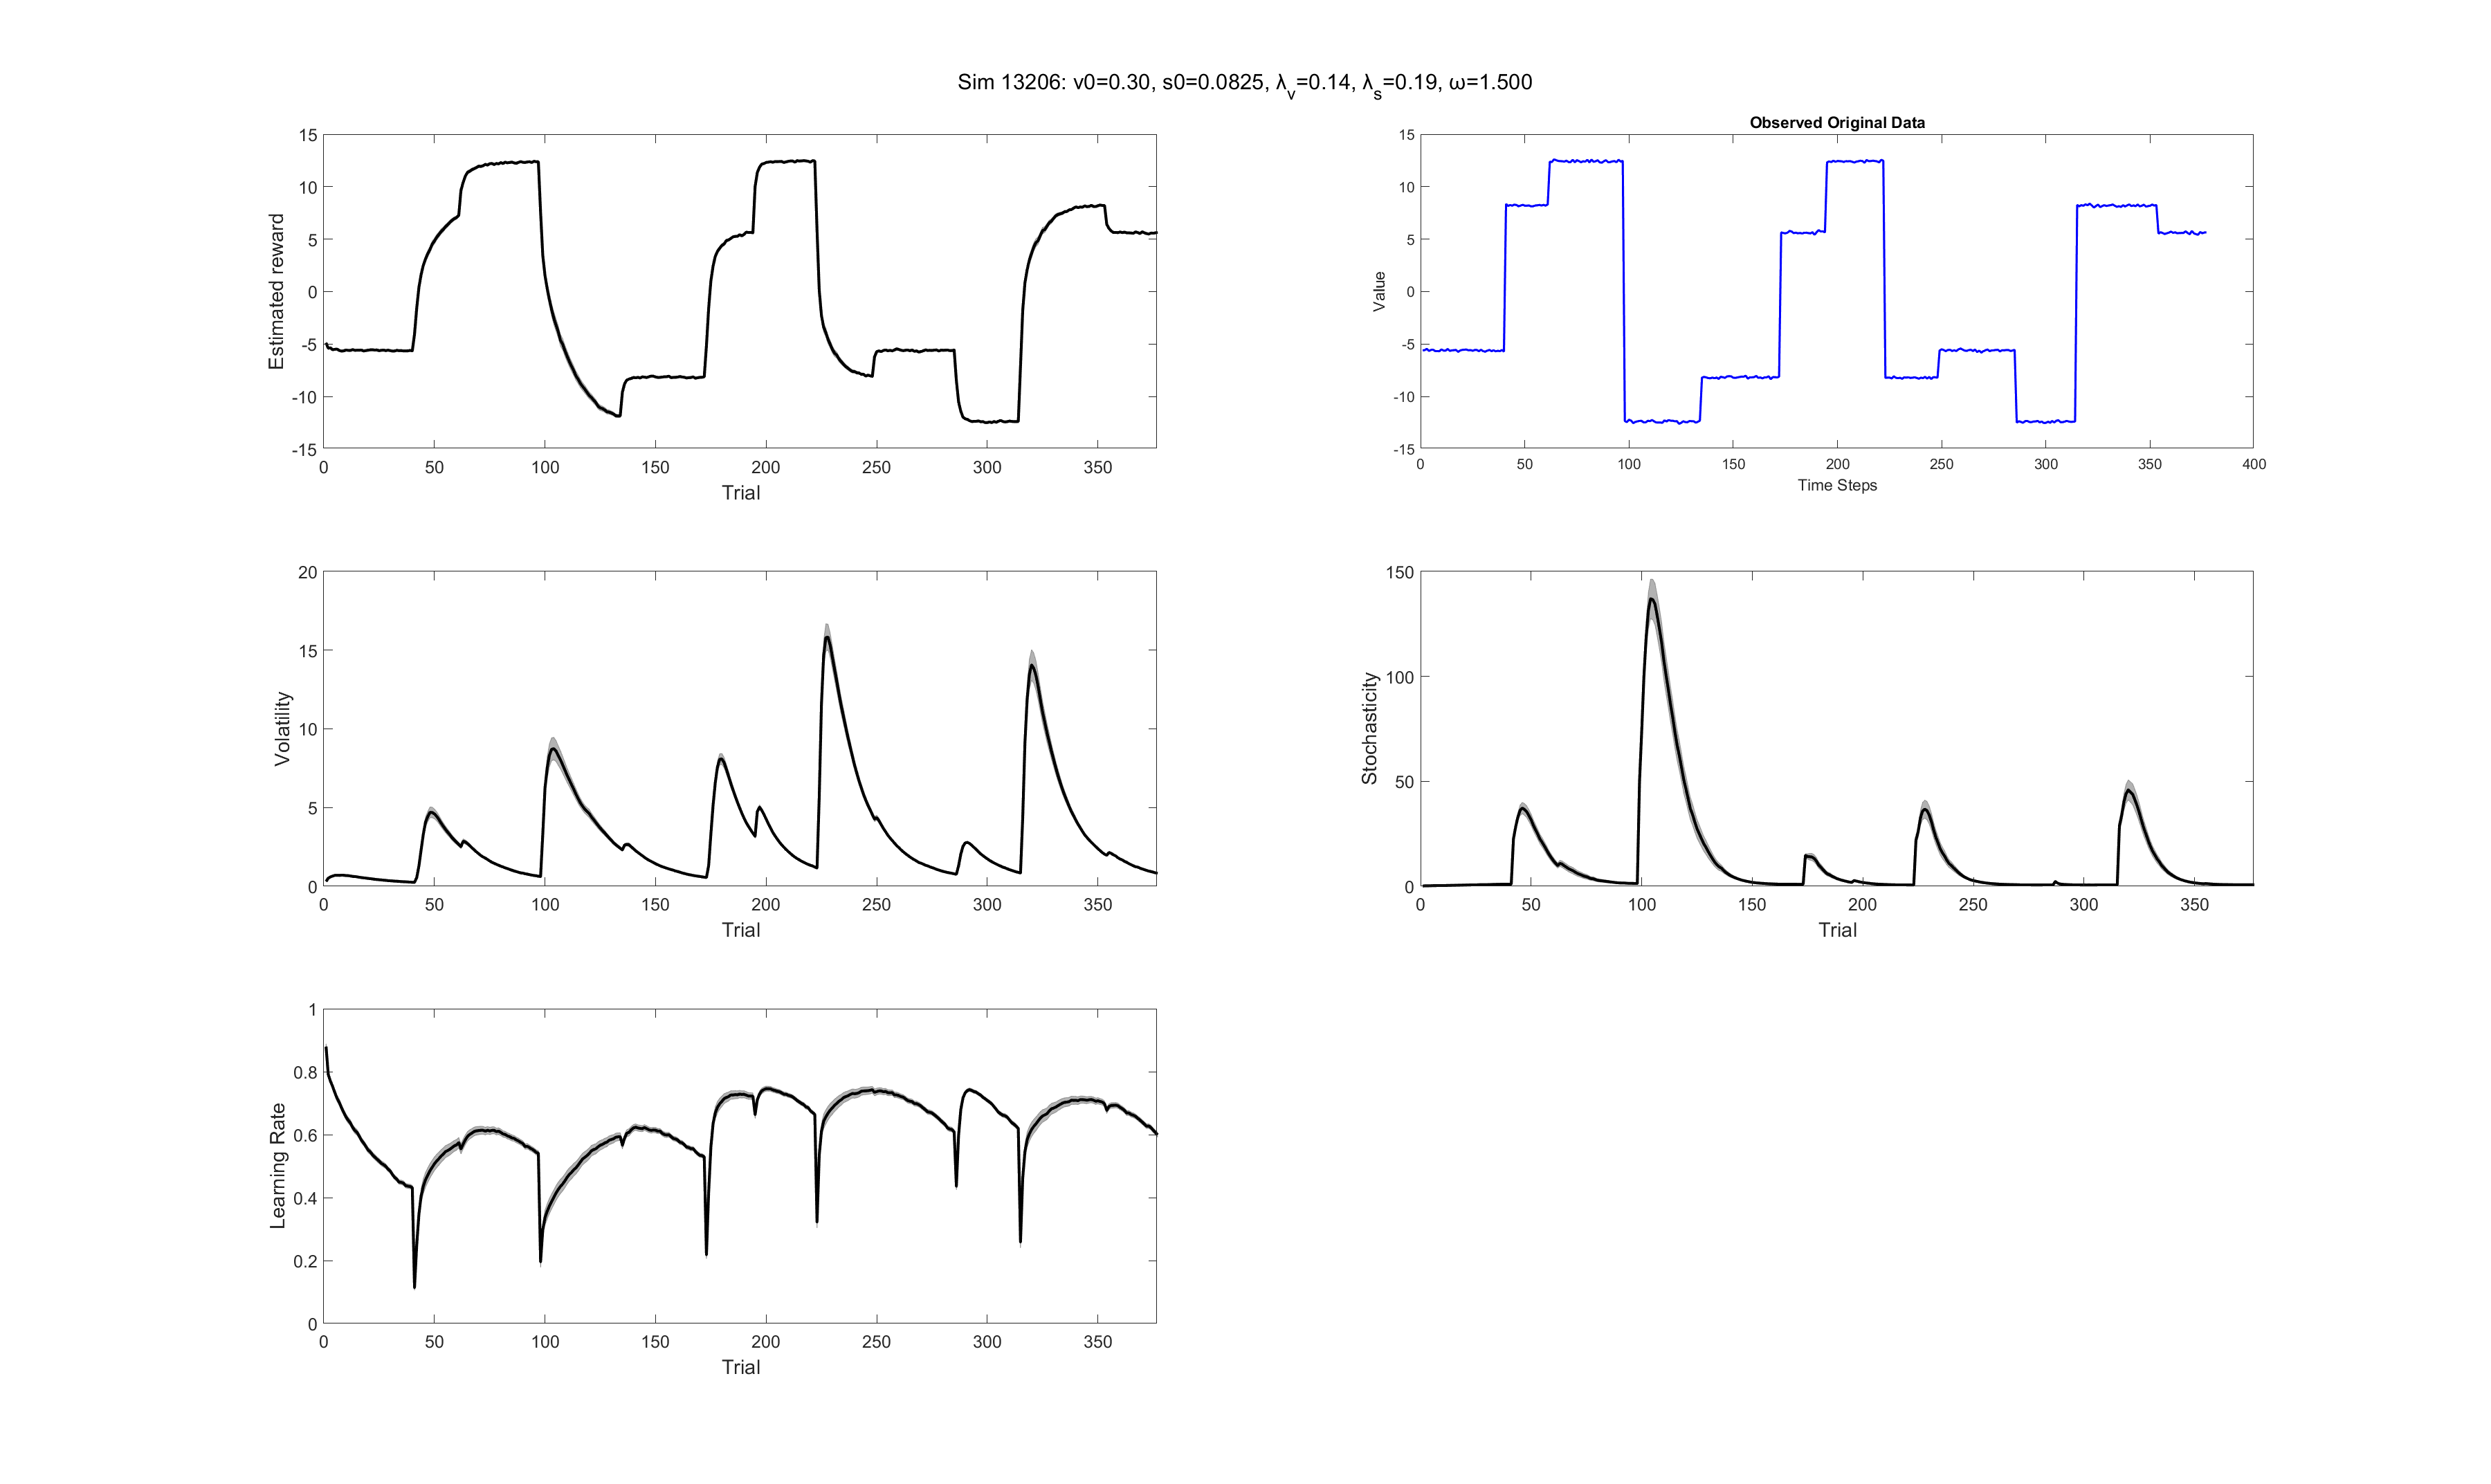 Sim 13206: v0=0.30, s0=0.0825, λv=0.14, λs=0.19, ω=1.500
15
10
5
0
-5
-10
-15
0 50 100 150 200 250 300 350
Trial
Estimated reward
Observed Original Data
15
10
5
0
-5
-10
-15
0 50 100 150 200 250 300 350 400
Time Steps
Value
20
15
10
5
0
0 50 100 150 200 250 300 350
Trial
Volatility
150
100
50
0
0 50 100 150 200 250 300 350
Trial
Stochasticity
1
0.8
0.6
0.4
0.2
0
0 50 100 150 200 250 300 350
Trial
Learning Rate